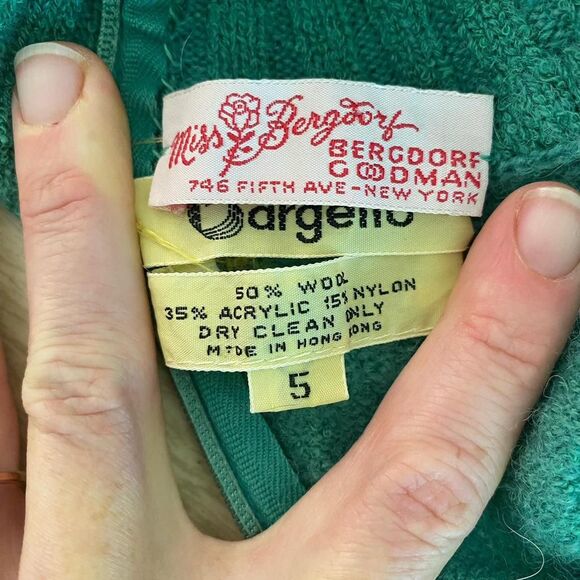 Miss Bergdorf
BERGDORF
GOODMAN
746 FIFTH AVE-NEW YORK
Bargello
50% WOOL
35% ACRYLIC 15% NYLON
DRY CLEAN ONLY
MADE IN HONG KONG
5